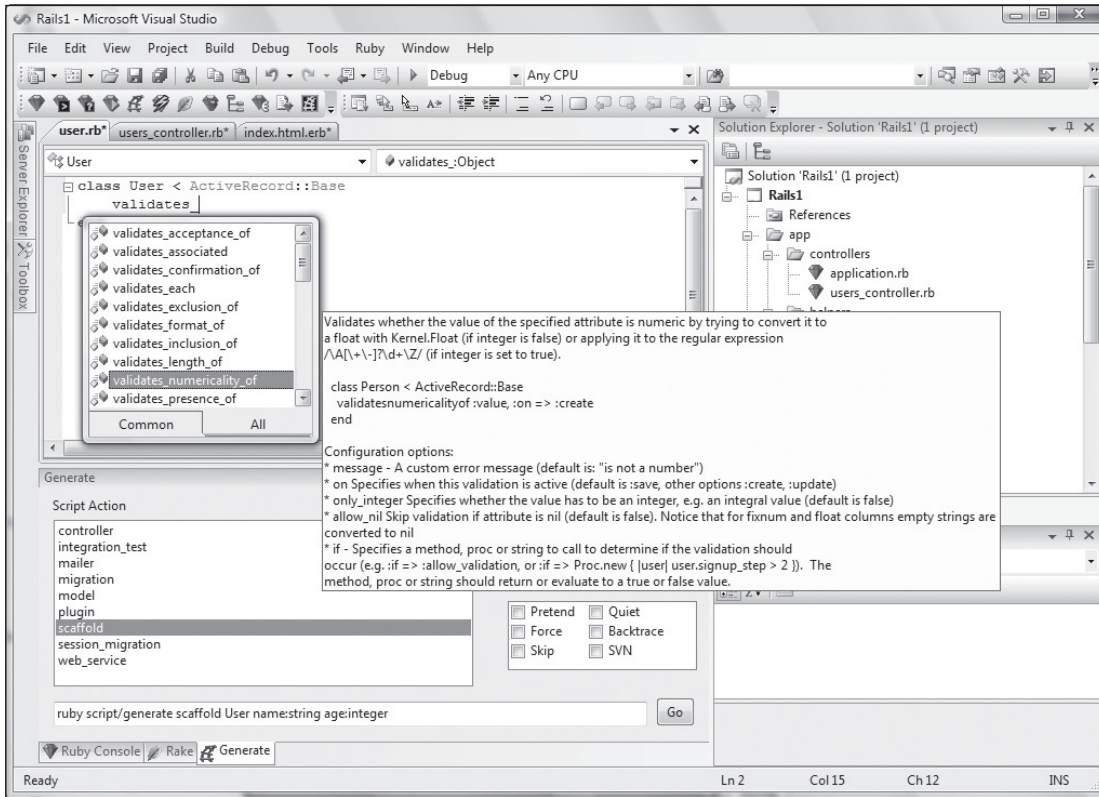 Rails1 - Microsoft Visual Studio
File Edit View Project Build Debug Tools Ruby Window Help
Debug Any CPU
user.rb* users_controller.rb* index.html.erb*
User validates_:Object
class User < ActiveRecord::Base
validates_
Server Explorer
Toolbox
validates_acceptance_of
validates_associated
validates_confirmation_of
validates_each
validates_exclusion_of
validates_format_of
validates_inclusion_of
validates_length_of
validates_numericality_of
validates_presence_of
Common All
Validates whether the value of the specified attribute is numeric by trying to convert it to
a float with Kernel.Float (if integer is false) or applying it to the regular expression
/\A[\+\-]?\d+\Z/ (if integer is set to true).
class Person < ActiveRecord::Base
validatesnumericalityof :value, :on => :create
end
Configuration options:
* message - A custom error message (default is: "is not a number")
* on Specifies when this validation is active (default is :save, other options :create, :update)
* only_integer Specifies whether the value has to be an integer, e.g. an integral value (default is false)
* allow_nil Skip validation if attribute is nil (default is false). Notice that for fixnum and float columns empty strings are
converted to nil
* if - Specifies a method, proc or string to call to determine if the validation should
occur (e.g. :if => :allow_validation, or :if => Proc.new { |user| user.signup_step > 2 }). The
method, proc or string should return or evaluate to a true or false value.
Solution Explorer - Solution 'Rails1' (1 project)
Solution 'Rails1' (1 project)
Rails1
References
app
controllers
application.rb
users_controller.rb
Generate
Script Action
controller
integration_test
mailer
migration
model
plugin
scaffold
session_migration
web_service
Pretend Quiet
Force Backtrace
Skip SVN
ruby script/generate scaffold User name:string age:integer
Go
Ruby Console Rake Generate
Ready Ln 2 Col 15 Ch 12 INS